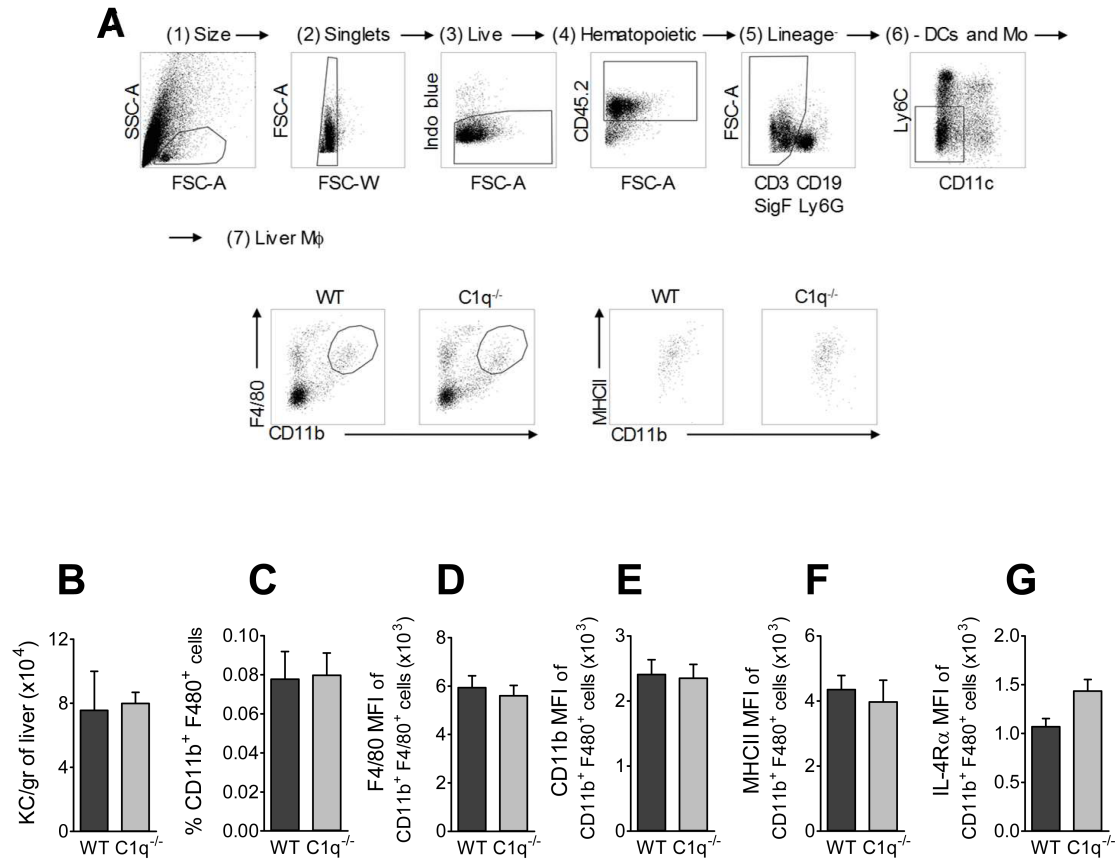 A
(1) Size
(2) Singlets
(3) Live
(4) Hematopoietic
(5) Lineage-
(6) - DCs and Mo
SSC-A
FSC-A
FSC-A
FSC-W
Indo blue
FSC-A
CD45.2
FSC-A
FSC-A
CD3 CD19
SigF Ly6G
Ly6C
CD11c
(7) Liver Mϕ
WT
C1q-/-
F4/80
CD11b
WT
C1q-/-
MHCII
CD11b
B
KC/gr of liver (x10⁴)
12
8
4
0
WT C1q-/-
C
% CD11b⁺ F480⁺ cells
0.10
0.08
0.06
0.04
0.02
0.00
WT C1q-/-
D
F4/80 MFI of
CD11b⁺ F4/80⁺ cells (x10³)
8
6
4
2
0
WT C1q-/-
E
CD11b MFI of
CD11b⁺ F480⁺ cells (x10³)
3
2
1
0
WT C1q-/-
F
MHCII MFI of
CD11b⁺ F480⁺ cells (x10³)
6
4
2
0
WT C1q-/-
G
IL-4Rα MFI of
CD11b⁺ F480⁺ cells (x10³)
2.0
1.5
1.0
0.5
0.0
WT C1q-/-